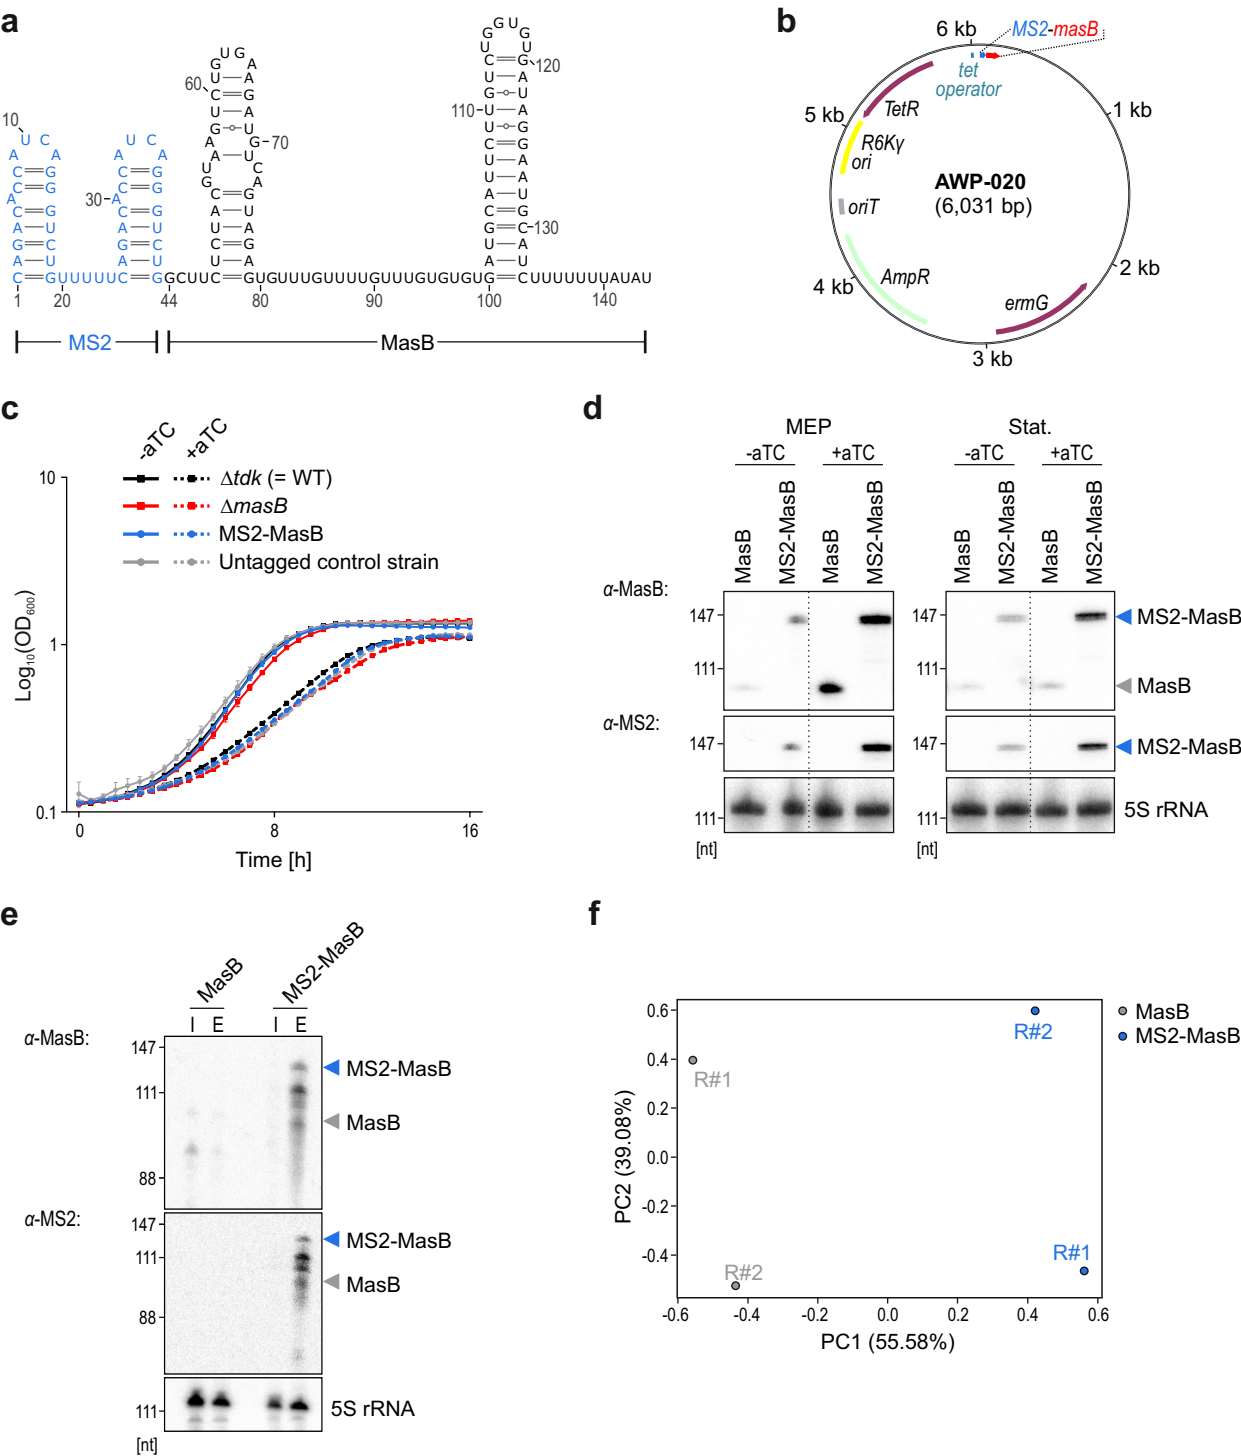 a
10
60
70
110
120
30
130
GUUUUUC
GGCUUC
GUGUUUGUUUUGUUUGUGUGUG
CUUUUUUUAUAU
1
20
44
80
90
100
140
MS2
MasB
b
6 kb
MS2-masB
tet
operator
TetR
5 kb
1 kb
R6Kγ
ori
AWP-020
(6,031 bp)
oriT
2 kb
AmpR
4 kb
ermG
3 kb
c
-aTC
+aTC
Δtdk (= WT)
ΔmasB
MS2-MasB
Untagged control strain
10
1
0.1
Log10(OD600)
0
8
16
Time [h]
d
MEP
Stat.
-aTC
+aTC
-aTC
+aTC
MasB
MS2-MasB
MasB
MS2-MasB
MasB
MS2-MasB
MasB
MS2-MasB
α-MasB:
147
147
MS2-MasB
111
111
MasB
α-MS2:
147
147
MS2-MasB
111
111
5S rRNA
[nt]
[nt]
e
MasB
MS2-MasB
I
E
I
E
α-MasB:
147
MS2-MasB
111
MasB
88
α-MS2:
147
MS2-MasB
111
MasB
88
111
5S rRNA
[nt]
f
0.6
0.4
0.2
0.0
-0.2
-0.4
PC2 (39.08%)
R#2
R#1
R#1
R#2
MasB
MS2-MasB
-0.6
-0.4
-0.2
0.0
0.2
0.4
0.6
PC1 (55.58%)